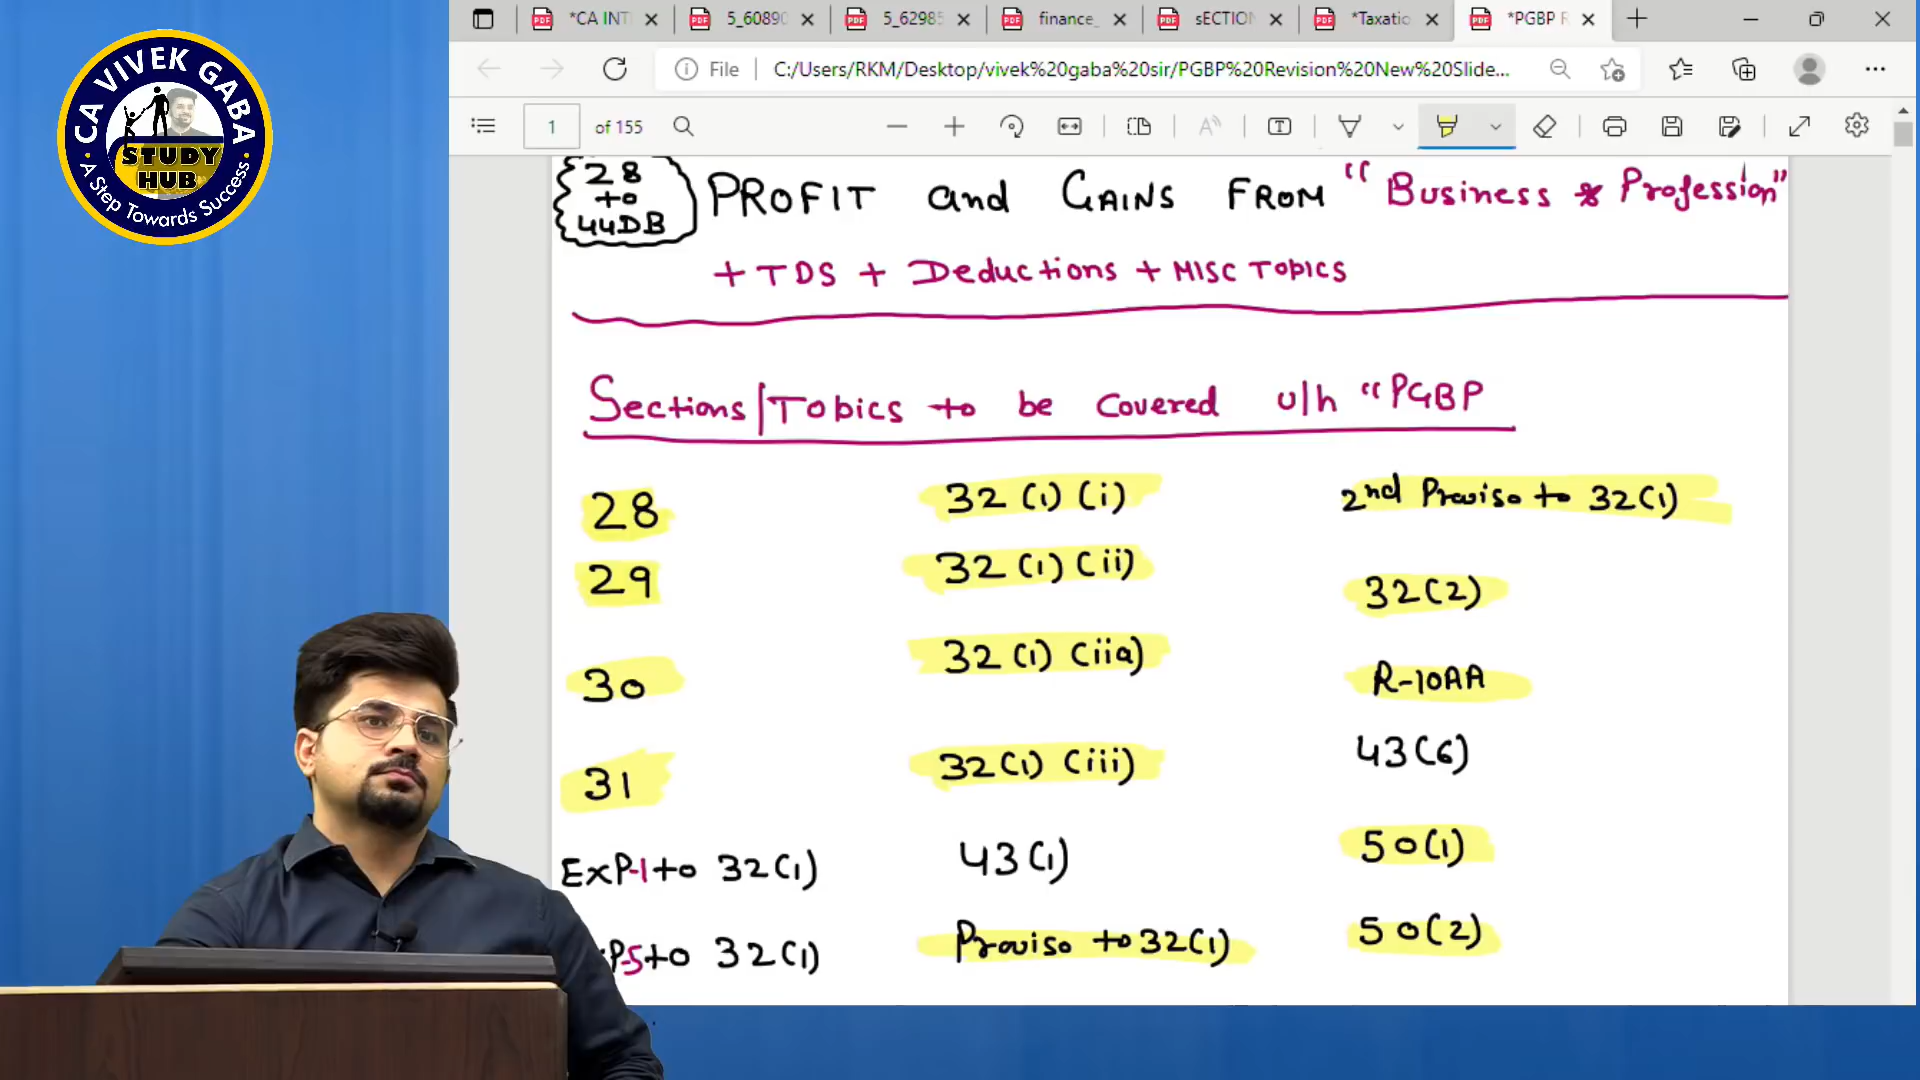 CA VIVEK GABA
STUDY
HUB
· A Step Towards Success ·
*CA INT
5_6089
5_6298
finance_
sECTION
*Taxatio
*PGBP R
File
C:/Users/RKM/Desktop/vivek%20gaba%20sir/PGBP%20Revision%20New%20Slide...
1 of 155
28
to
44DB
PROFIT and GAINS FROM "Business & Profession"
+ TDS + Deductions + MISC TOPICS
Sections/Topics to be covered u/h "PGBP
28 32(1)(i) 2nd Proviso to 32(1)
29 32(1)(ii) 32(2)
30 32(1)(iia) R-10AA
31 32(1)(iii) 43(6)
EXP-1 to 32(1) 43(1) 50(1)
P-5 to 32(1) Proviso to 32(1) 50(2)